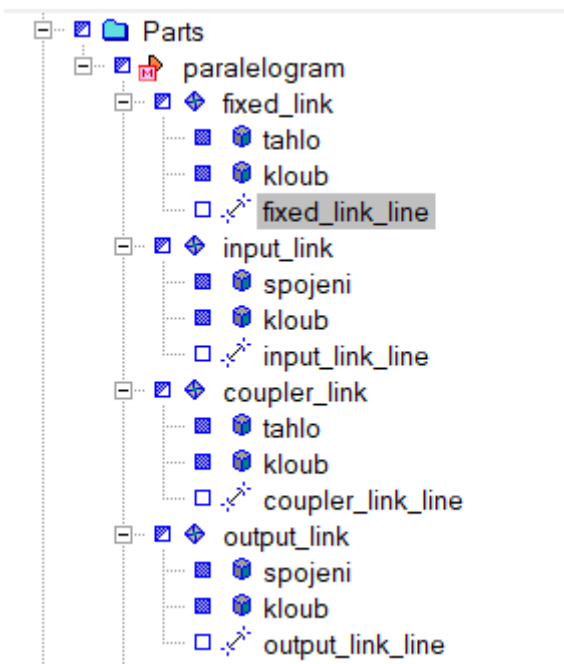 Parts
paralelogram
fixed_link
tahlo
kloub
fixed_link_line
input_link
spojeni
kloub
input_link_line
coupler_link
tahlo
kloub
coupler_link_line
output_link
spojeni
kloub
output_link_line